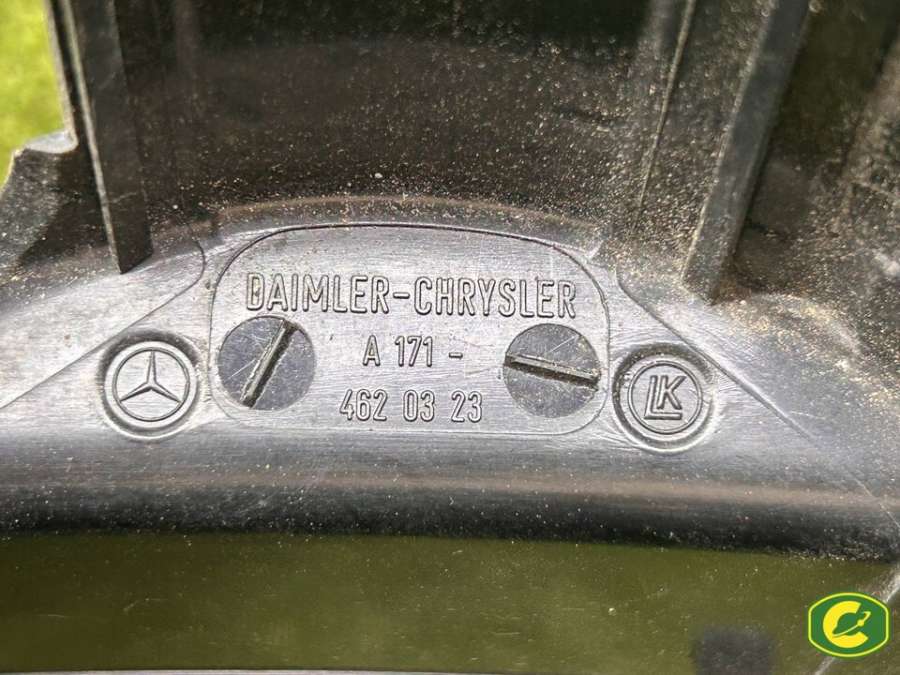 DAIMLER-CHRYSLER
A 171 -
462 03 23
LK
C